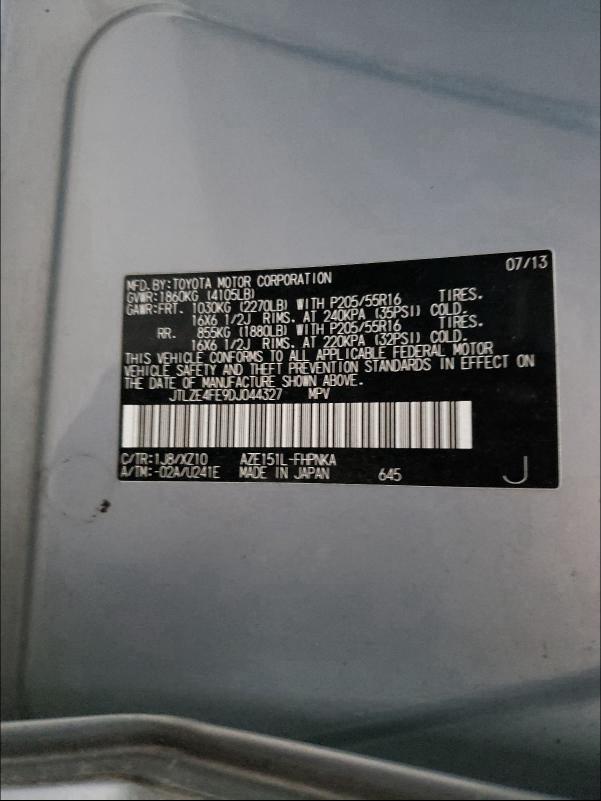 07/13
MFD.BY:TOYOTA MOTOR CORPORATION
GVWR:1860KG (4105LB)
GAWR:FRT. 1030KG (2270LB) WITH P205/55R16 TIRES.
16X6 1/2J RIMS. AT 240KPA (35PSI) COLD.
RR. 855KG (1880LB) WITH P205/55R16 TIRES.
16X6 1/2J RIMS. AT 220KPA (32PSI) COLD.
THIS VEHICLE CONFORMS TO ALL APPLICABLE FEDERAL MOTOR
VEHICLE SAFETY AND THEFT PREVENTION STANDARDS IN EFFECT ON
THE DATE OF MANUFACTURE SHOWN ABOVE.
JTLZE4FE9DJ044327 MPV
C/TR:1J8/XZ10 AZE151L-FHPNKA
A/TM:-02A/U241E MADE IN JAPAN 645 J